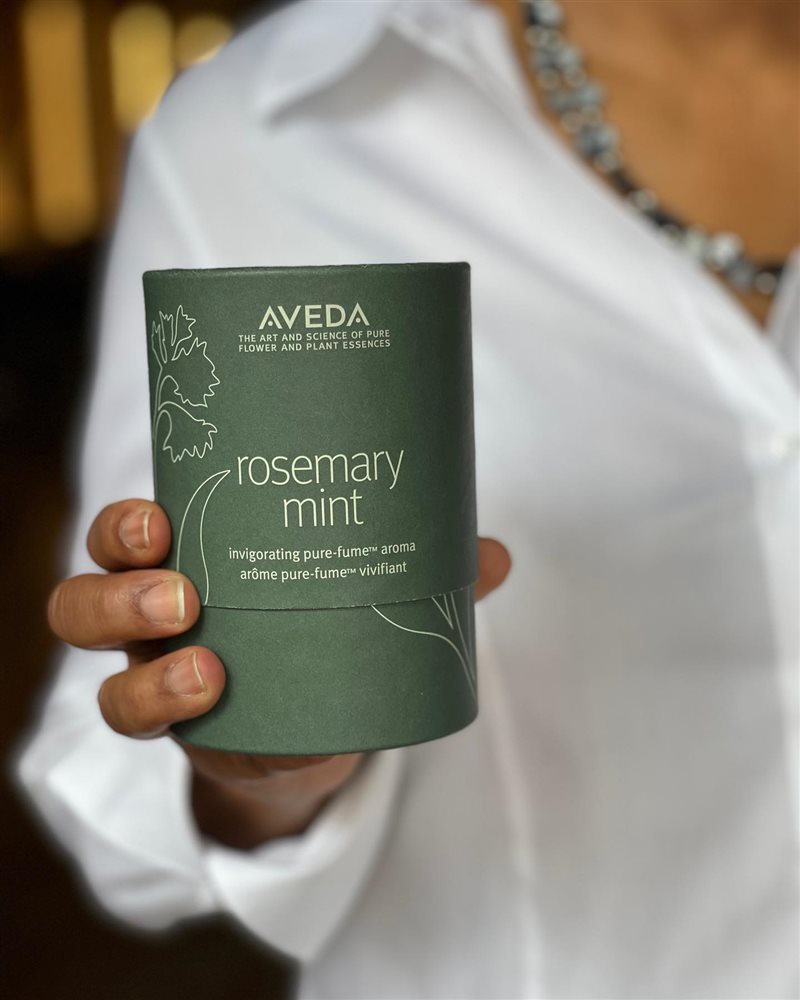 AVEDA
THE ART AND SCIENCE OF PURE
FLOWER AND PLANT ESSENCES
rosemary
mint
invigorating pure-fume™ aroma
arôme pure-fume™ vivifiant